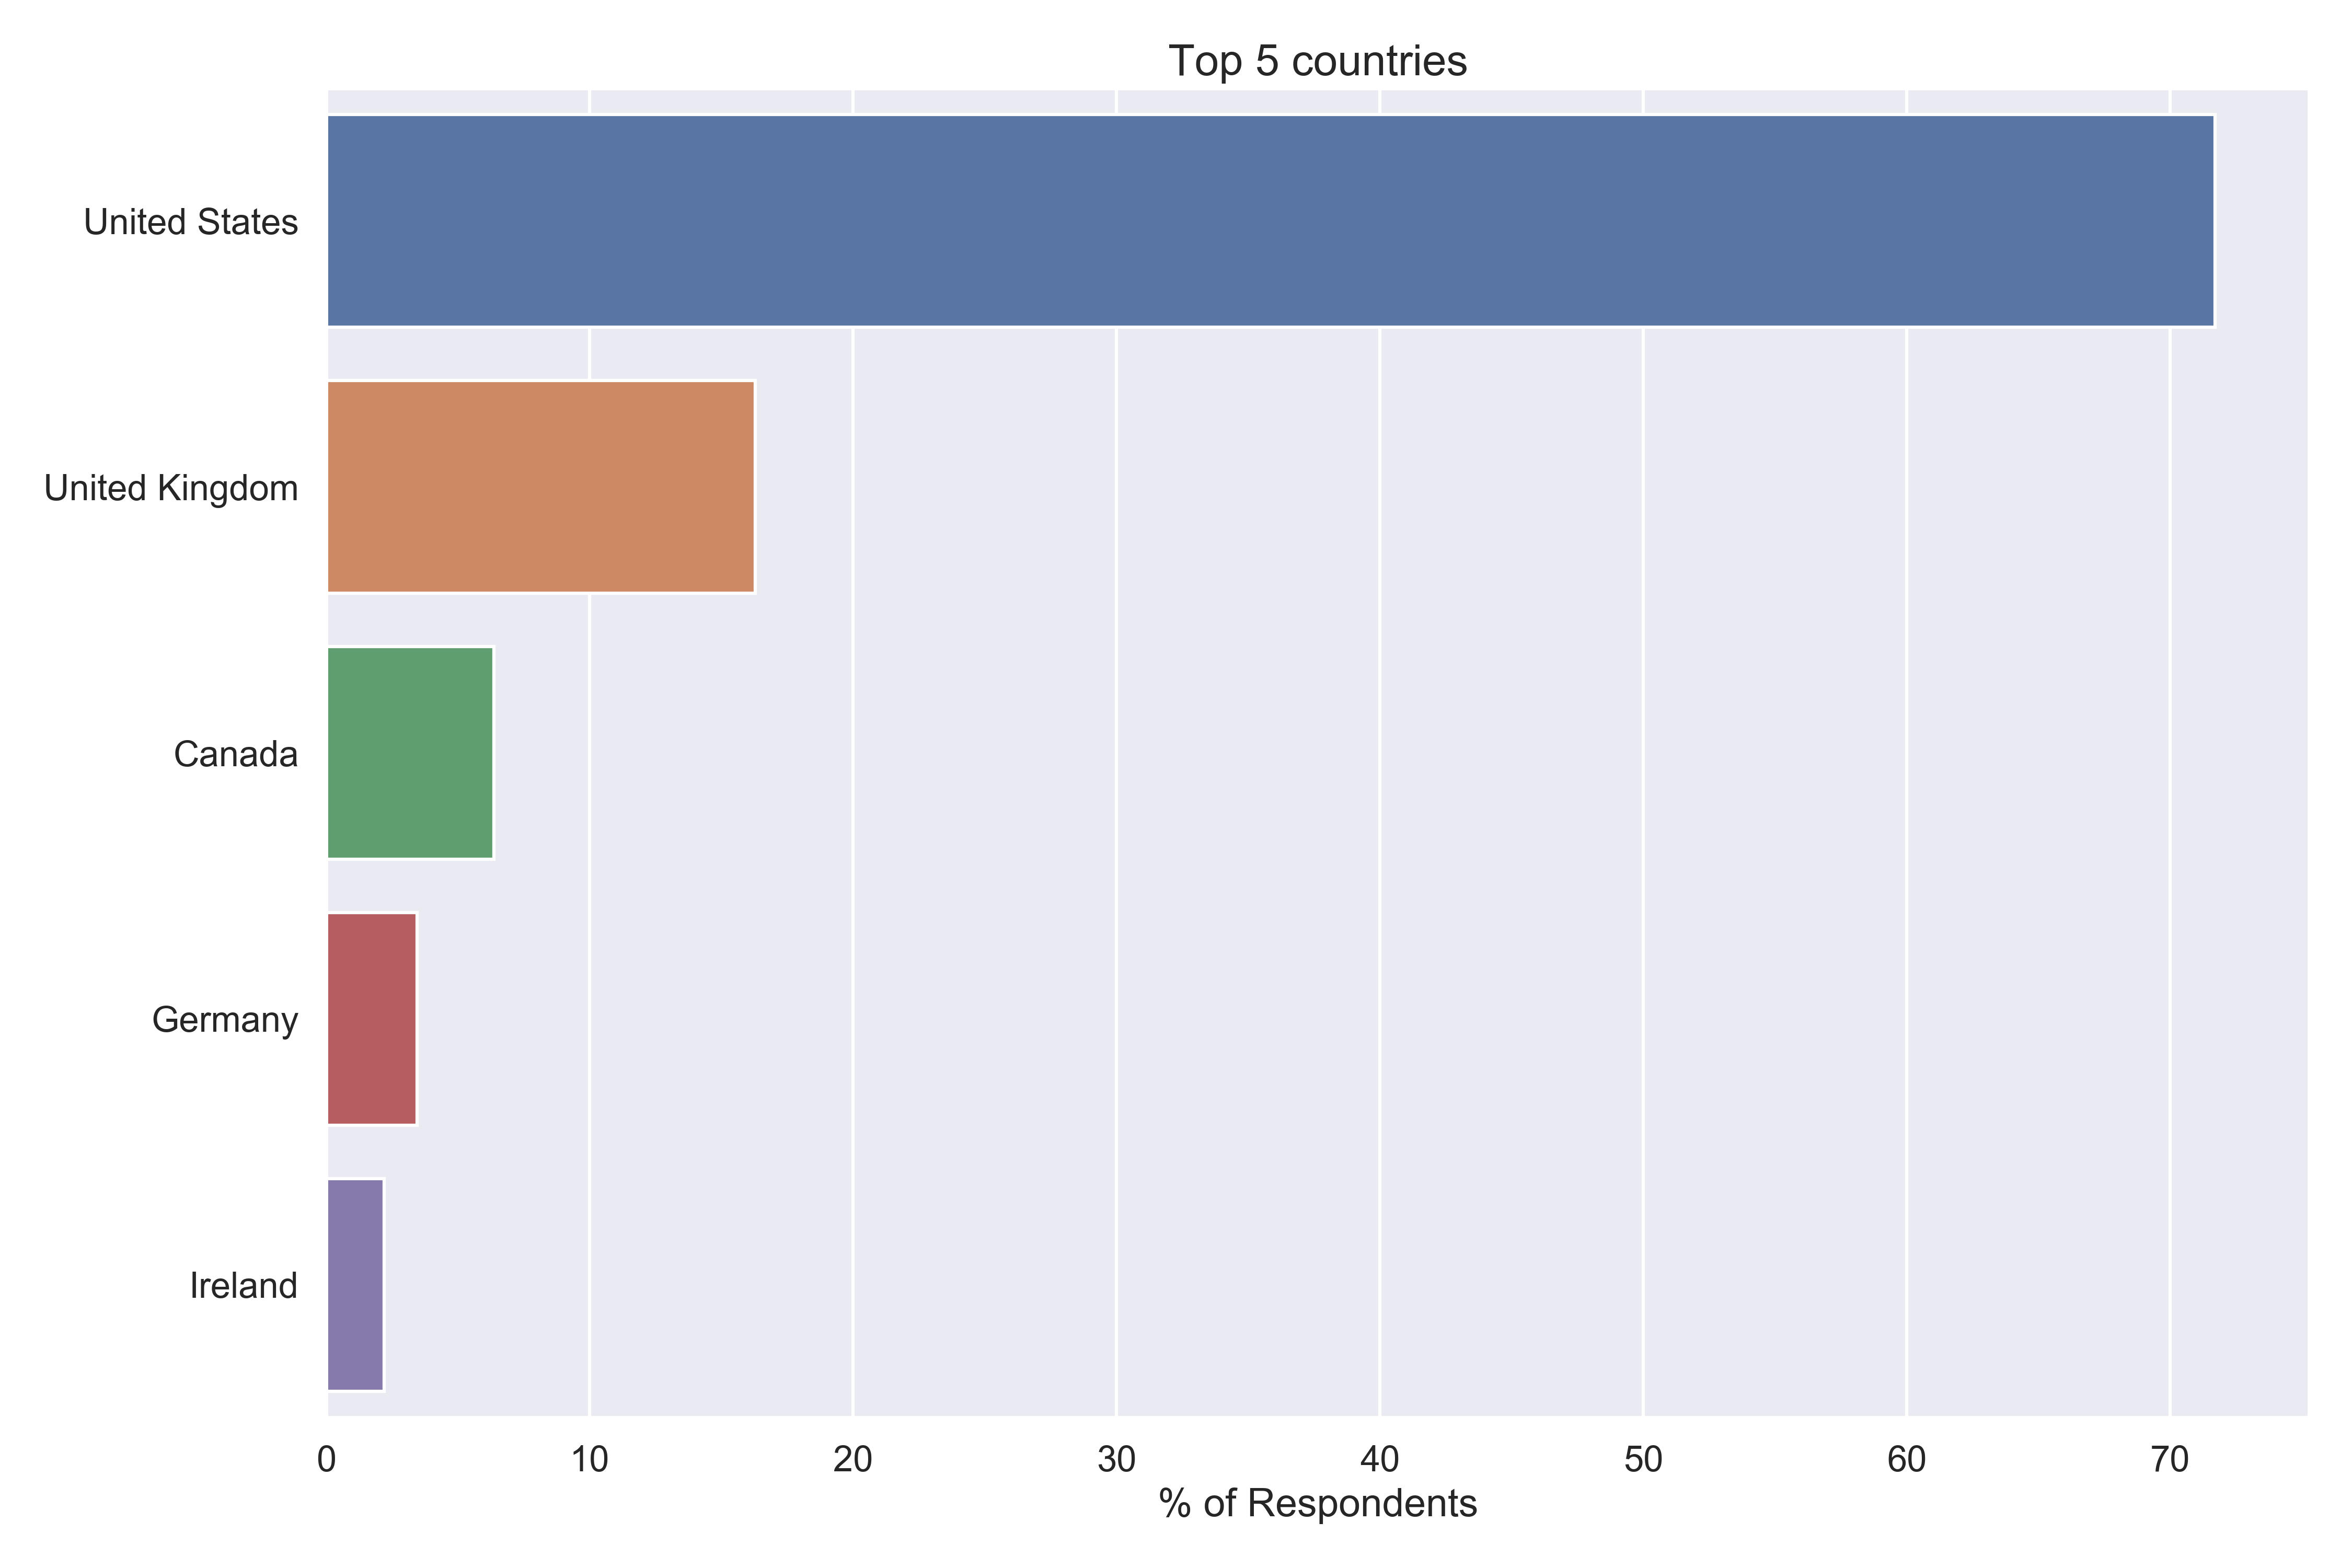 Top 5 countries
United States
United Kingdom
Canada
Germany
Ireland
0 10 20 30 40 50 60 70
% of Respondents